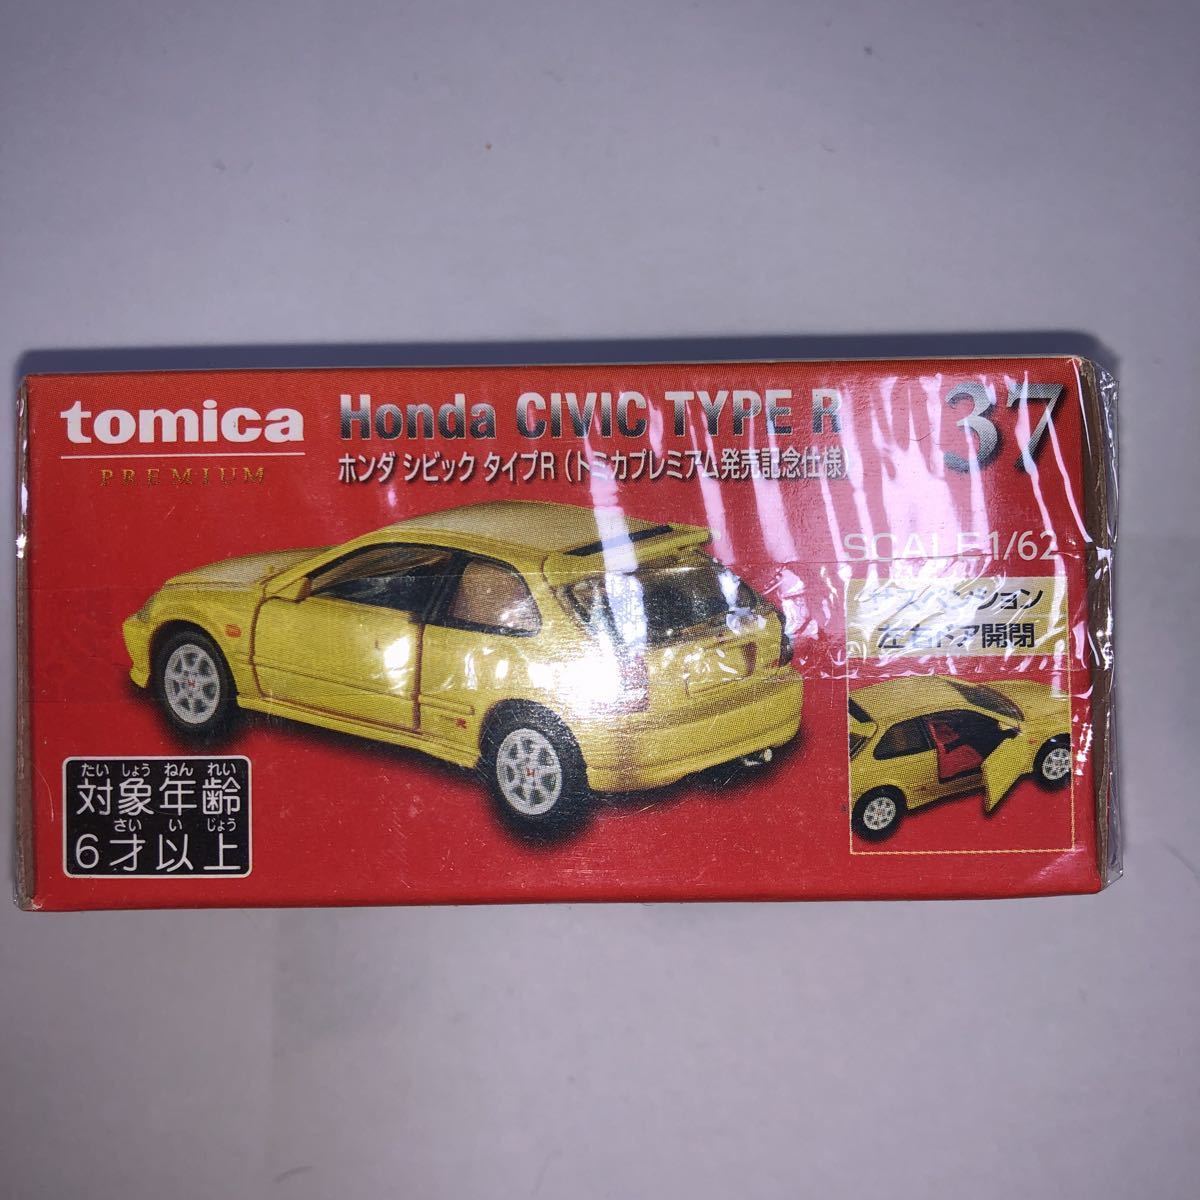 tomica
PREMIUM
Honda CIVIC TYPE R
37
ホンダ シビック タイプR（トミカプレミアム発売記念仕様）
SCALE 1/62
サスペンション
左右ドア開閉
たい しょう ねん れい
対象年齢
さい い じょう
6才以上